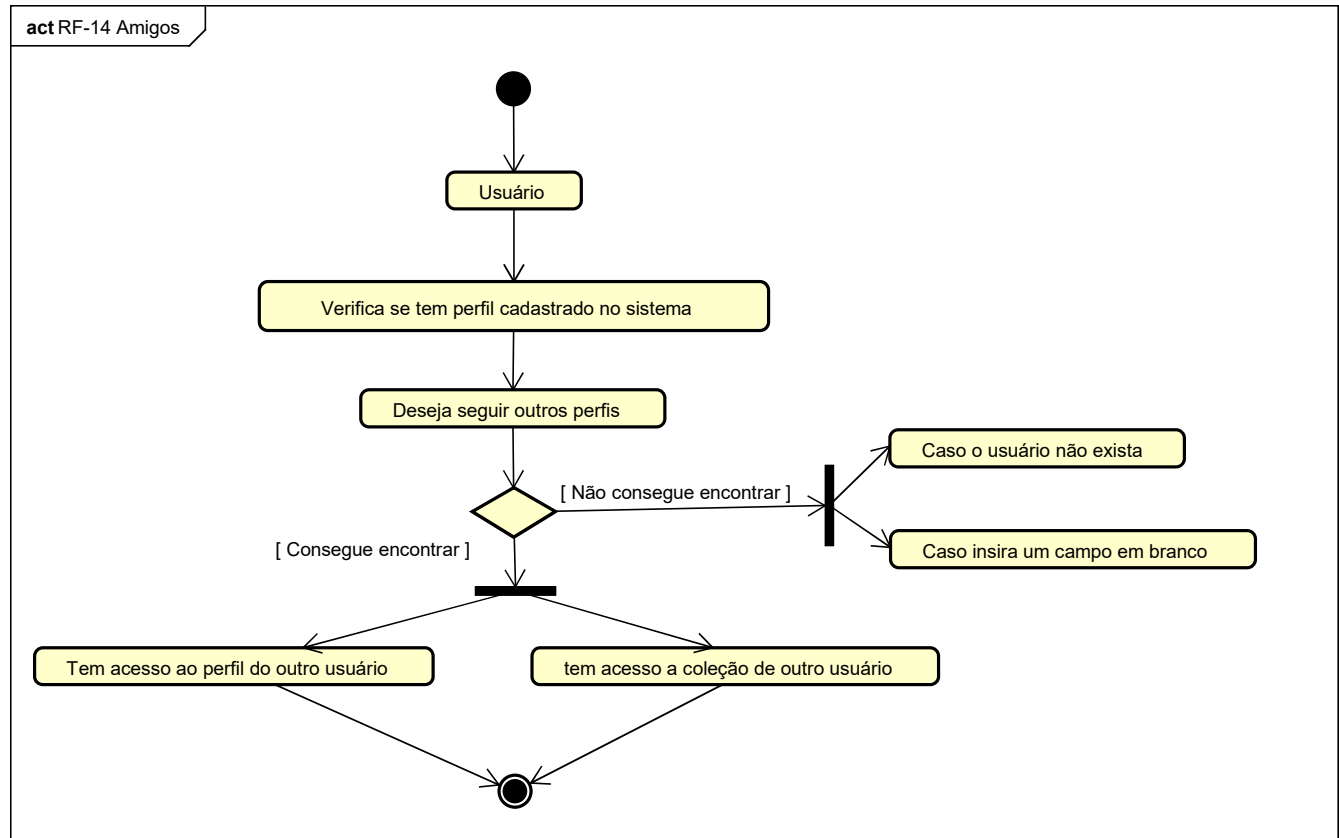 act RF-14 Amigos
Usuário
Verifica se tem perfil cadastrado no sistema
Deseja seguir outros perfis
[ Não consegue encontrar ]
Caso o usuário não exista
Caso insira um campo em branco
[ Consegue encontrar ]
Tem acesso ao perfil do outro usuário
tem acesso a coleção de outro usuário